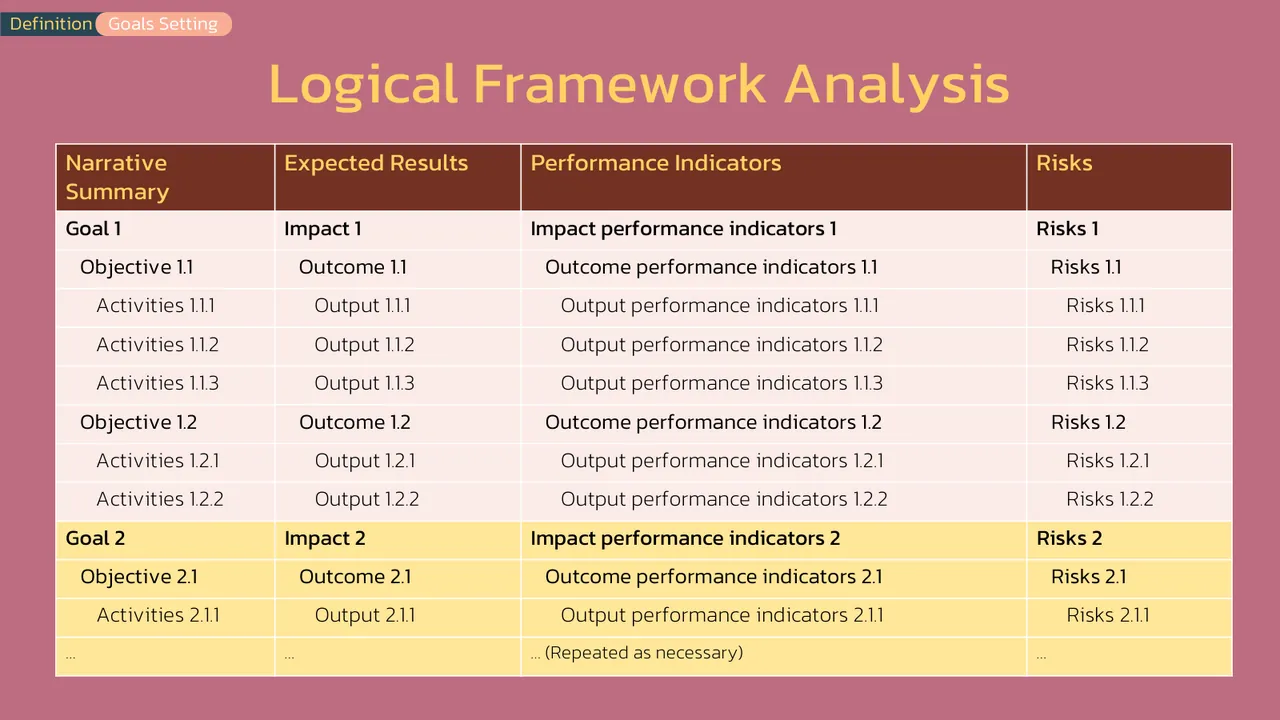 Definition Goals Setting
Logical Framework Analysis
Narrative Summary Expected Results Performance Indicators Risks
Goal 1 Impact 1 Impact performance indicators 1 Risks 1
Objective 1.1 Outcome 1.1 Outcome performance indicators 1.1 Risks 1.1
Activities 1.1.1 Output 1.1.1 Output performance indicators 1.1.1 Risks 1.1.1
Activities 1.1.2 Output 1.1.2 Output performance indicators 1.1.2 Risks 1.1.2
Activities 1.1.3 Output 1.1.3 Output performance indicators 1.1.3 Risks 1.1.3
Objective 1.2 Outcome 1.2 Outcome performance indicators 1.2 Risks 1.2
Activities 1.2.1 Output 1.2.1 Output performance indicators 1.2.1 Risks 1.2.1
Activities 1.2.2 Output 1.2.2 Output performance indicators 1.2.2 Risks 1.2.2
Goal 2 Impact 2 Impact performance indicators 2 Risks 2
Objective 2.1 Outcome 2.1 Outcome performance indicators 2.1 Risks 2.1
Activities 2.1.1 Output 2.1.1 Output performance indicators 2.1.1 Risks 2.1.1
... ... ... (Repeated as necessary) ...